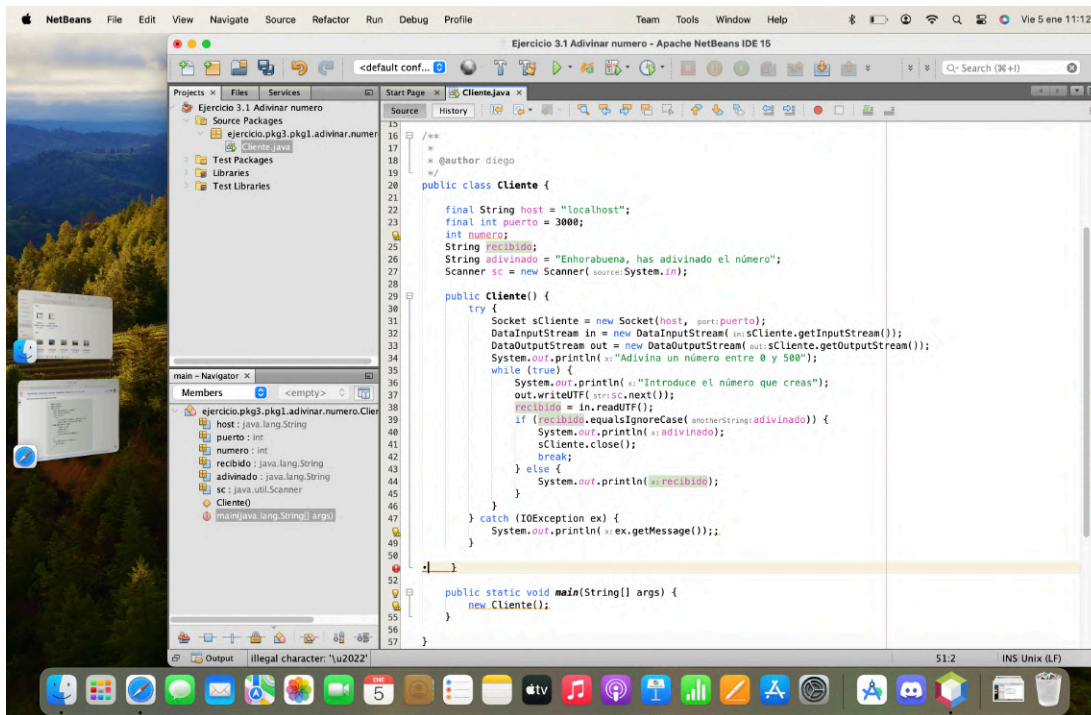 NetBeans File Edit View Navigate Source Refactor Run Debug Profile Team Tools Window Help Vie 5 ene 11:12
Ejercicio 3.1 Adivinar numero - Apache NetBeans IDE 15
<default conf... Search (⌘+I)
Projects × Files Services
Start Page × Cliente.java ×
Source History
Ejercicio 3.1 Adivinar numero
Source Packages
ejercicio.pkg3.pkg1.adivinar.numer
Cliente.java
Test Packages
Libraries
Test Libraries
15
16 /**
17 *
18 * @author diego
19 */
20 public class Cliente {
21
22 final String host = "localhost";
23 final int puerto = 3000;
int numero;
25 String recibido;
26 String adivinado = "Enhorabuena, has adivinado el número";
27 Scanner sc = new Scanner( source: System.in);
28
29 public Cliente() {
30 try {
31 Socket sCliente = new Socket(host, port: puerto);
32 DataInputStream in = new DataInputStream( in: sCliente.getInputStream());
33 DataOutputStream out = new DataOutputStream( out: sCliente.getOutputStream());
34 System.out.println( x: "Adivina un número entre 0 y 500");
35 while (true) {
36 System.out.println( x: "Introduce el número que creas");
37 out.writeUTF( str: sc.next());
38 recibido = in.readUTF();
39 if (recibido.equalsIgnoreCase( anotherString: adivinado)) {
40 System.out.println( x: adivinado);
41 sCliente.close();
42 break;
43 } else {
44 System.out.println( x: recibido);
45 }
46 }
47 } catch (IOException ex) {
System.out.println( x: ex.getMessage());;
49 }
50
• }
52
public static void main(String[] args) {
new Cliente();
55 }
56
57 }
main - Navigator ×
Members <empty>
ejercicio.pkg3.pkg1.adivinar.numero.Clier
host : java.lang.String
puerto : int
numero : int
recibido : java.lang.String
adivinado : java.lang.String
sc : java.util.Scanner
Cliente()
main(java.lang.String[] args)
Output illegal character: '\u2022' 51:2 INS Unix (LF)
ENE
5
tv